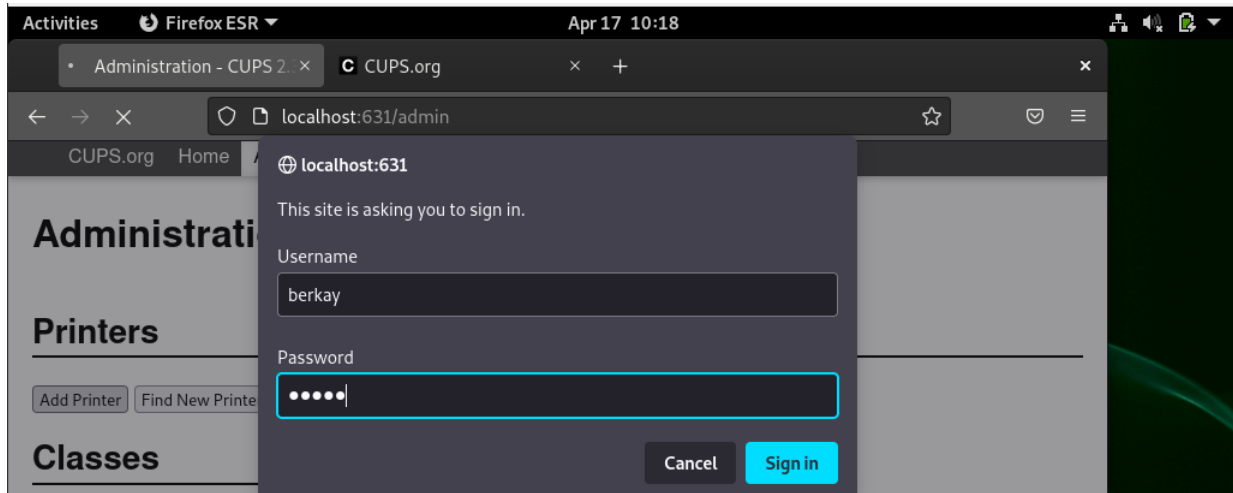 Activities Firefox ESR Apr 17 10:18
Administration - CUPS 2. CUPS.org
localhost:631/admin
CUPS.org Home
localhost:631
This site is asking you to sign in.
Administrati
Username
berkay
Printers
Password
Add Printer Find New Printe
•••••
Classes
Cancel Sign in